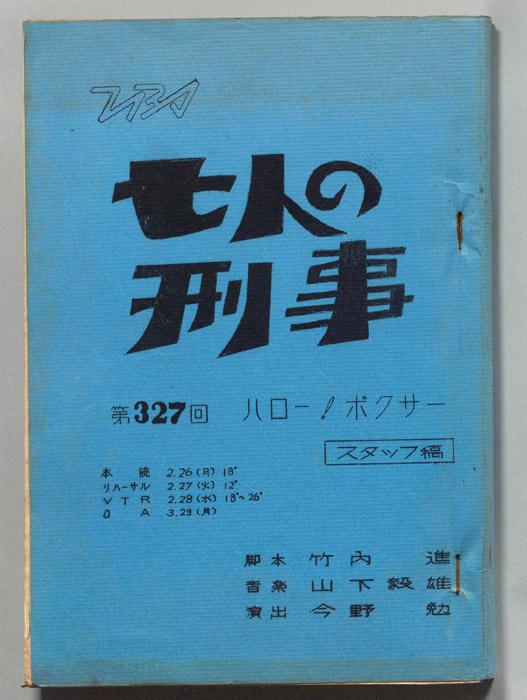 七人の
刑事
第327回 ハロー！ボクサー
スタッフ稿
本読 2.26(月) 18°
リハーサル 2.27(火) 12°
VTR 2.28(水) 18°~26°
OA 3.29(月)
脚本 竹内 進
音楽 山下毅雄
演出 今野 勉